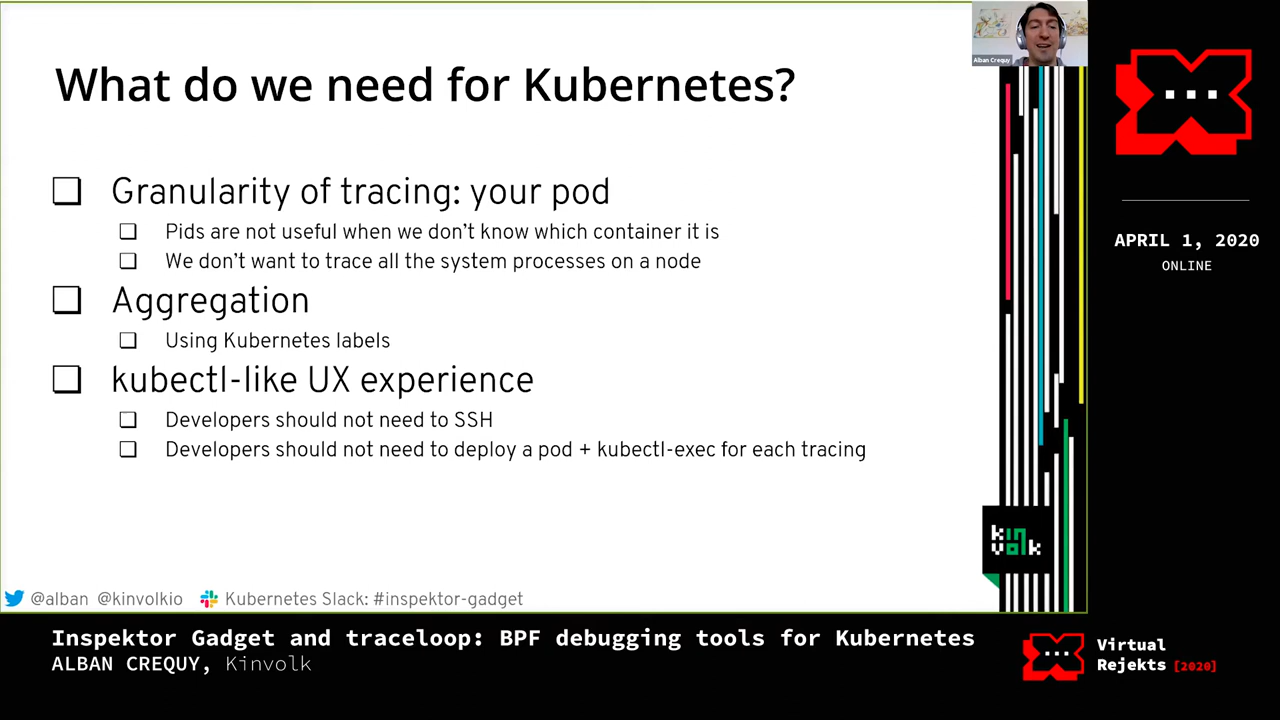 What do we need for Kubernetes?
Granularity of tracing: your pod
Pids are not useful when we don't know which container it is
We don't want to trace all the system processes on a node
Aggregation
Using Kubernetes labels
kubectl-like UX experience
Developers should not need to SSH
Developers should not need to deploy a pod + kubectl-exec for each tracing
@alban @kinvolkio Kubernetes Slack: #inspektor-gadget
Alban Crequy
kin
volk
APRIL 1, 2020
ONLINE
Inspektor Gadget and traceloop: BPF debugging tools for Kubernetes
ALBAN CREQUY, Kinvolk
Virtual
Rejekts [2020]